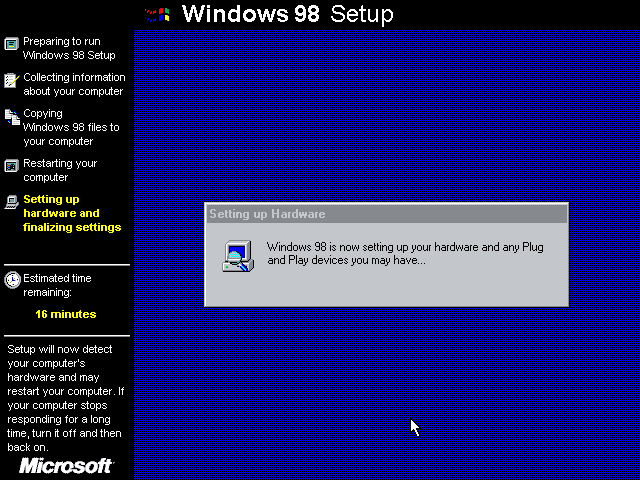 Windows 98 Setup
Preparing to run
Windows 98 Setup
Collecting information
about your computer
Copying
Windows 98 files to
your computer
Restarting your
computer
Setting up
hardware and
finalizing settings
Estimated time
remaining:
16 minutes
Setup will now detect
your computer's
hardware and may
restart your computer. If
your computer stops
responding for a long
time, turn it off and then
back on.
Microsoft
Setting up Hardware
Windows 98 is now setting up your hardware and any Plug
and Play devices you may have...